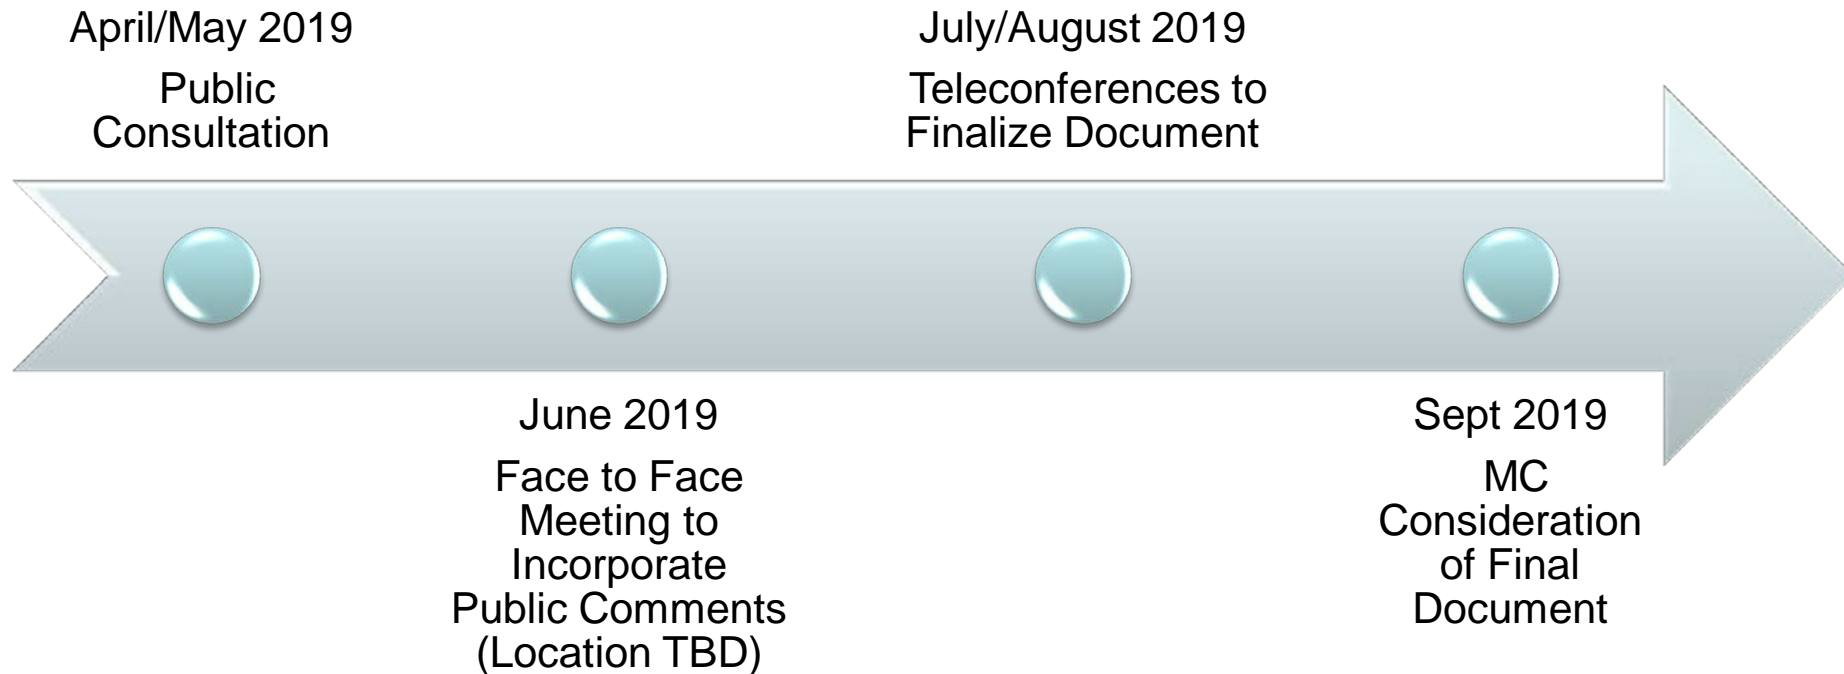 April/May 2019
Public
Consultation
June 2019
Face to Face
Meeting to
Incorporate
Public Comments
(Location TBD)
July/August 2019
Teleconferences to
Finalize Document
Sept 2019
MC
Consideration
of Final
Document